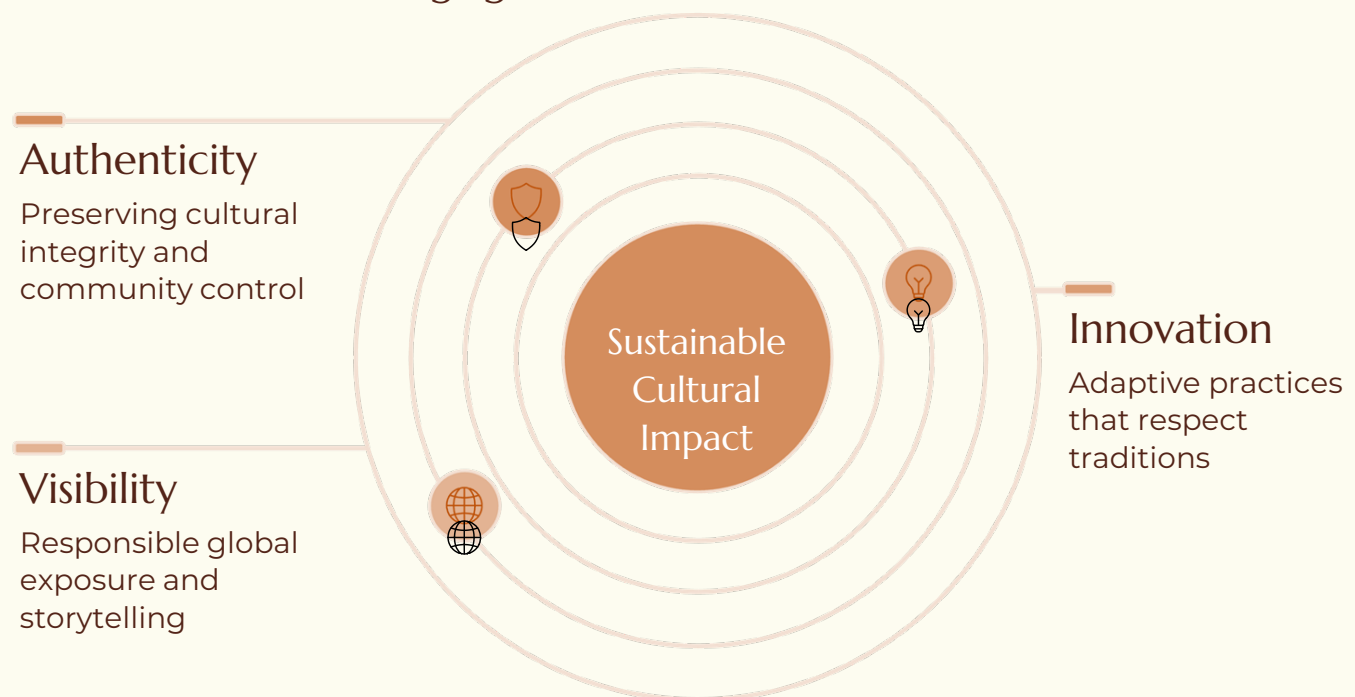 Authenticity
Preserving cultural
integrity and
community control
Visibility
Responsible global
exposure and
storytelling
Sustainable
Cultural
Impact
Innovation
Adaptive practices
that respect
traditions